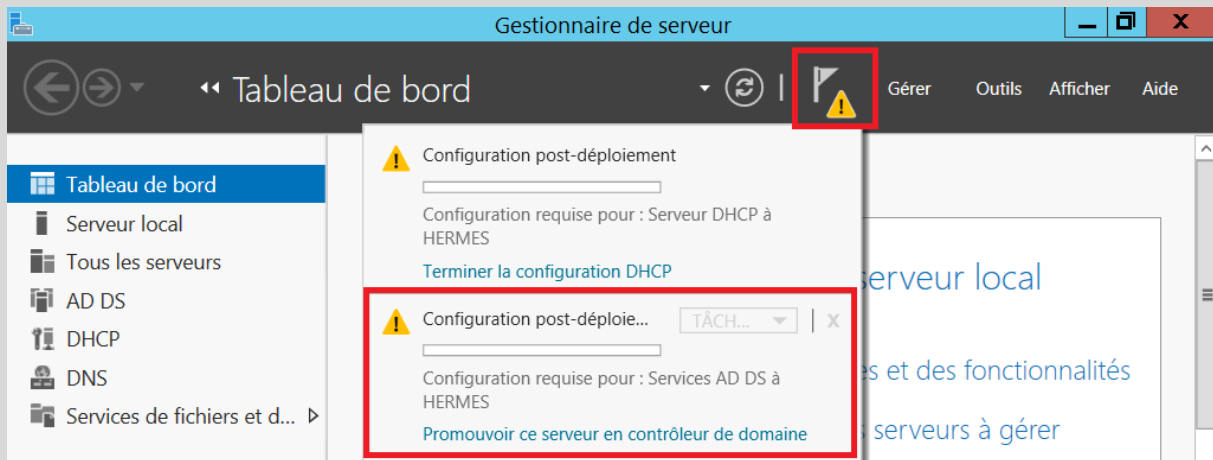 Gestionnaire de serveur
Tableau de bord
Gérer
Outils
Afficher
Aide
Tableau de bord
Serveur local
Tous les serveurs
AD DS
DHCP
DNS
Services de fichiers et d...
Configuration post-déploiement
Configuration requise pour : Serveur DHCP à
HERMES
Terminer la configuration DHCP
Configuration post-déploie...
TÂCH...
X
Configuration requise pour : Services AD DS à
HERMES
Promouvoir ce serveur en contrôleur de domaine
serveur local
es et des fonctionnalités
serveurs à gérer